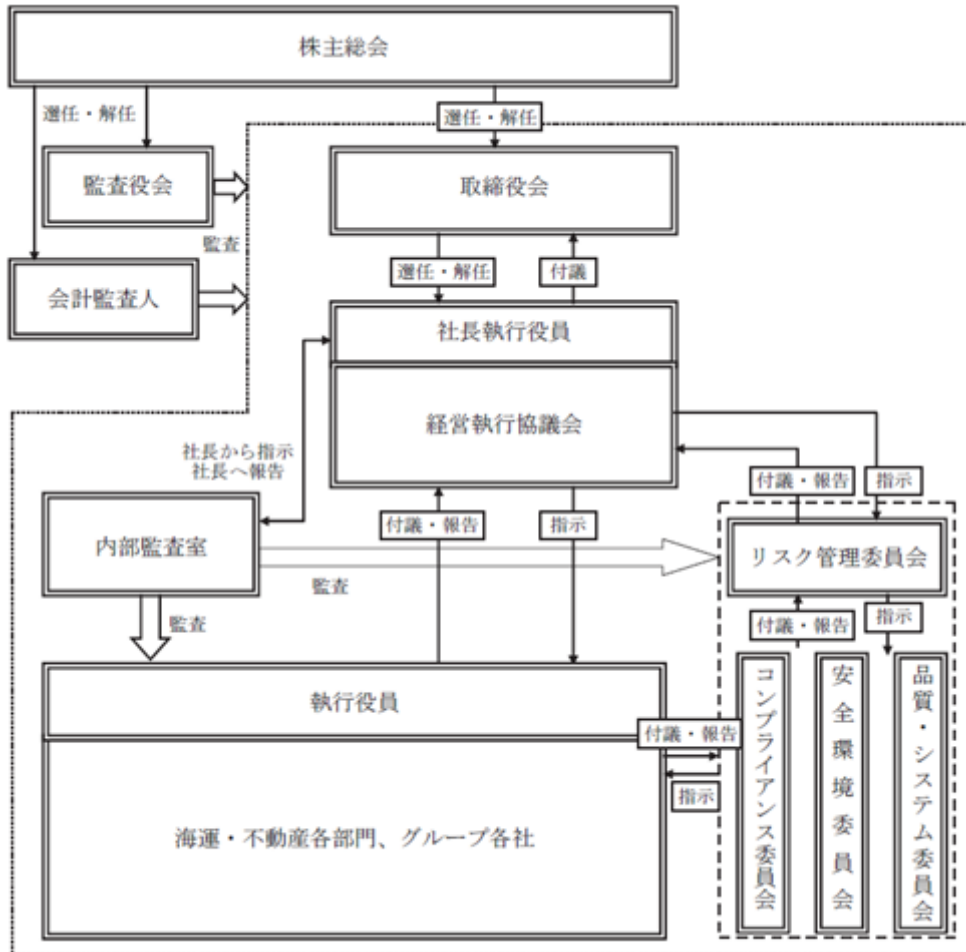 株主総会
選任・解任
選任・解任
監査役会
取締役会
監査
選任・解任
付議
会計監査人
社長執行役員
経営執行協議会
社長から指示
社長へ報告
付議・報告
指示
内部監査室
付議・報告
指示
リスク管理委員会
監査
監査
付議・報告
指示
執行役員
付議・報告
指示
海運・不動産各部門、グループ各社
コンプライアンス委員会
安全環境委員会
品質・システム委員会